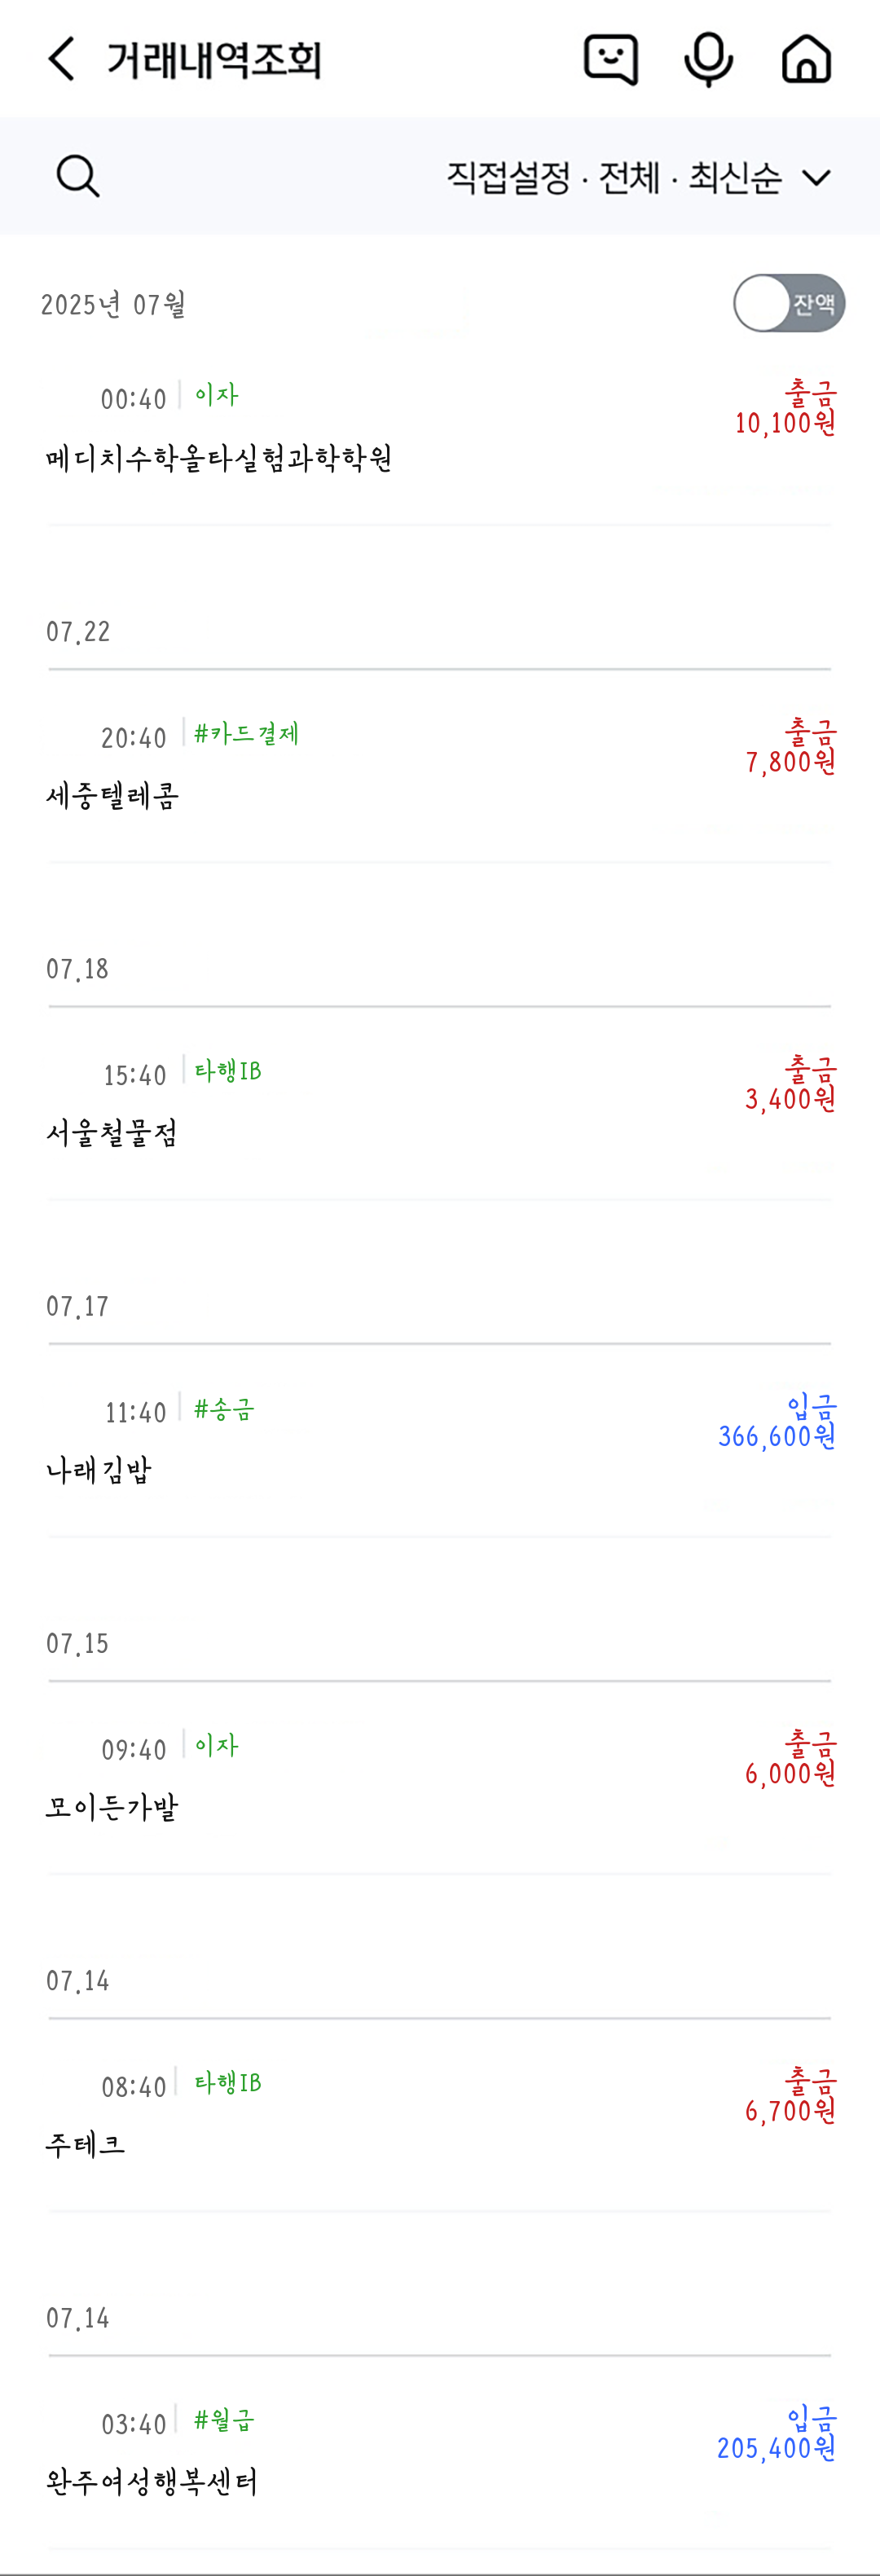 거래내역조회
직접설정 · 전체 · 최신순
2025년 07월 잔액
00:40 이자 출금
10,100원
메디치수학올타실험과학학원
07.22
20:40 #카드결제 출금
7,800원
세중텔레콤
07.18
15:40 타행IB 출금
3,400원
서울철물점
07.17
11:40 #송금 입금
366,600원
나래김밥
07.15
09:40 이자 출금
6,000원
모이든가발
07.14
08:40 타행IB 출금
6,700원
주테크
07.14
03:40 #월급 입금
205,400원
완주여성행복센터